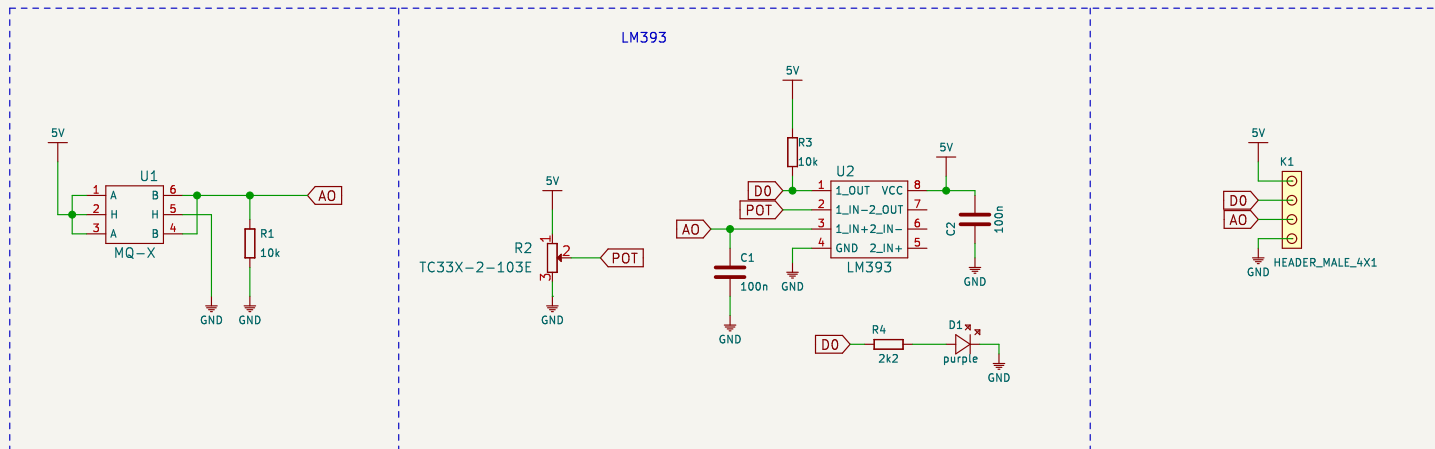 LM393
5V
U1
1 A B 6
2 H H 5
3 A B 4
MQ-X
AO
R1
10k
GND
GND
5V
R2
TC33X-2-103E
1
2
3
POT
GND
5V
R3
10k
U2
5V
DO
POT
AO
1 1_OUT VCC 8
2 1_IN- 2_OUT 7
3 1_IN+ 2_IN- 6
4 GND 2_IN+ 5
LM393
C1
100n
GND
GND
C2
100n
GND
DO
R4
2k2
D1
purple
GND
5V
K1
DO
AO
GND
HEADER_MALE_4X1